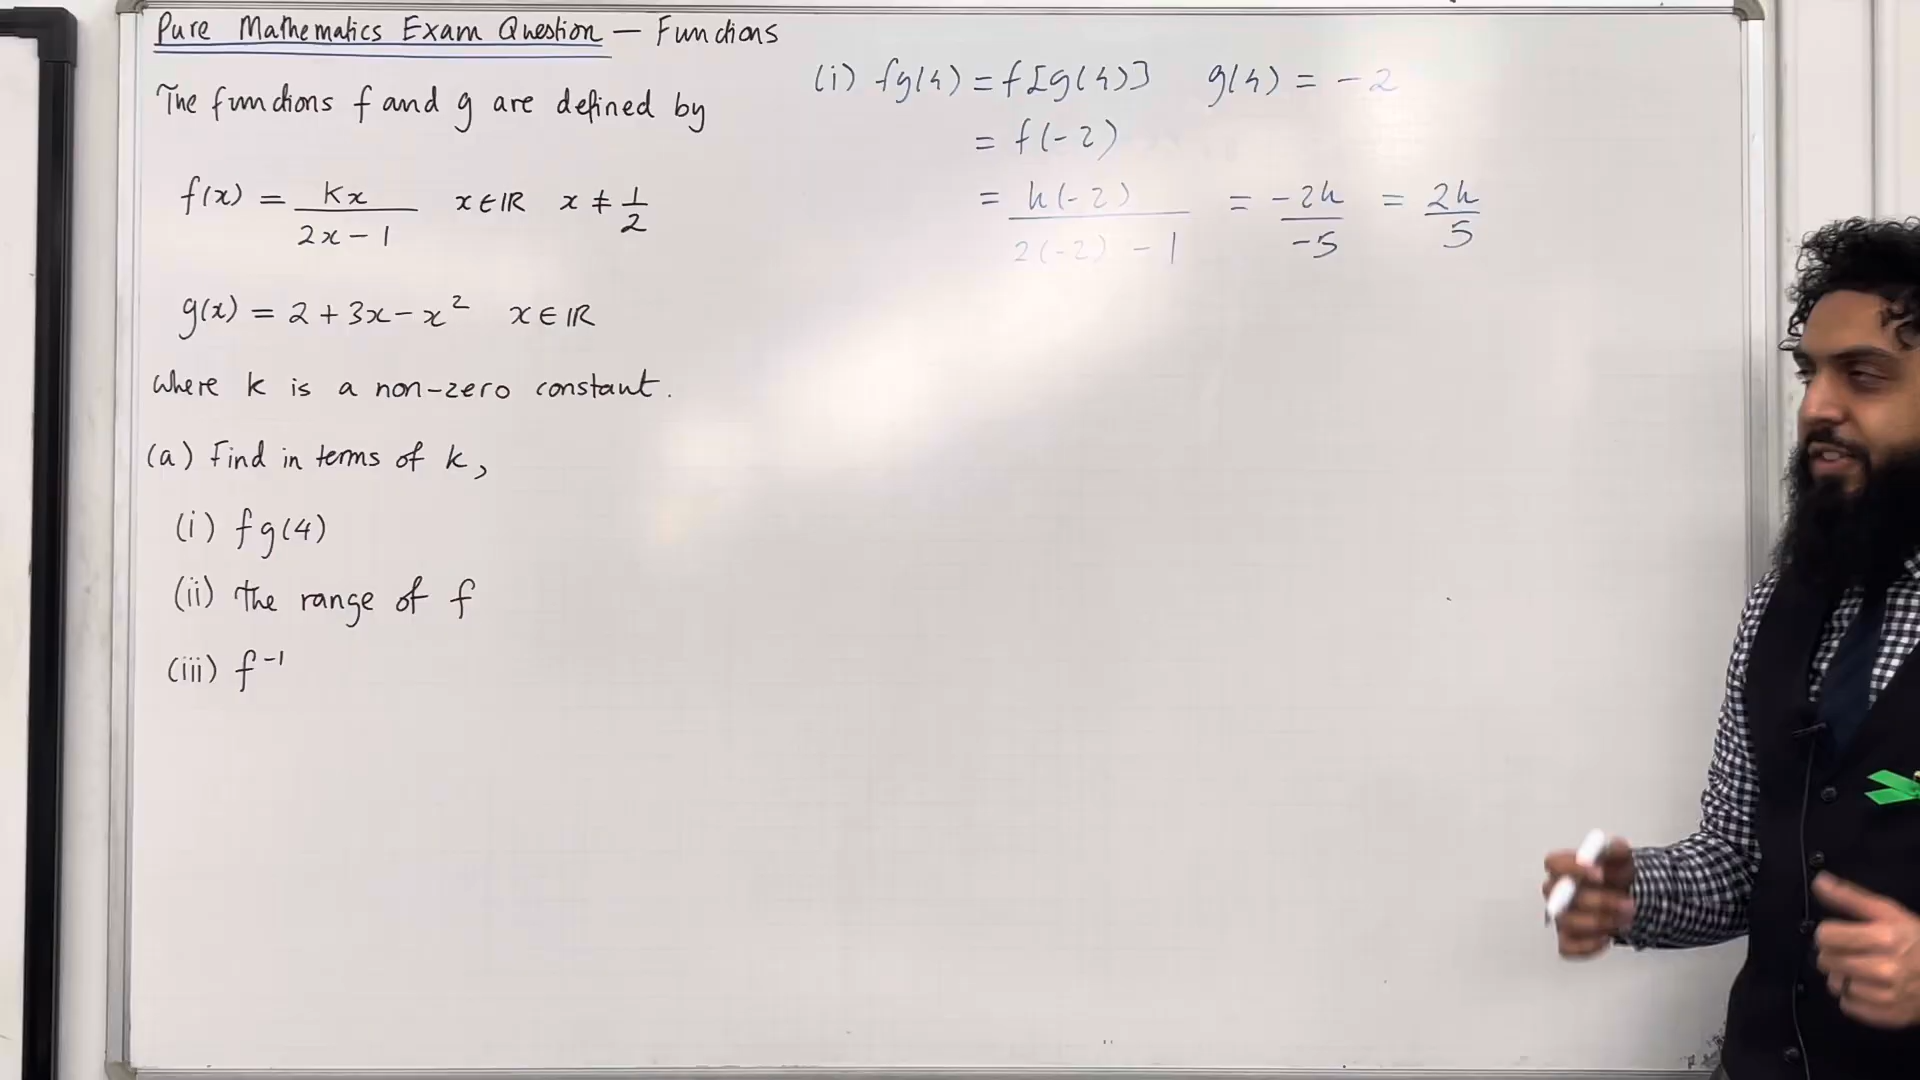 Pure Mathematics Exam Question — Functions
The functions f and g are defined by
f(x) = kx / (2x - 1)   x ∈ ℝ   x ≠ 1/2
g(x) = 2 + 3x - x²   x ∈ ℝ
where k is a non-zero constant.
(a) Find in terms of k,
(i) fg(4)
(ii) the range of f
(iii) f⁻¹
(i) fg(4) = f[g(4)]   g(4) = -2
= f(-2)
= k(-2) / (2(-2) - 1) = -2k / -5 = 2k / 5